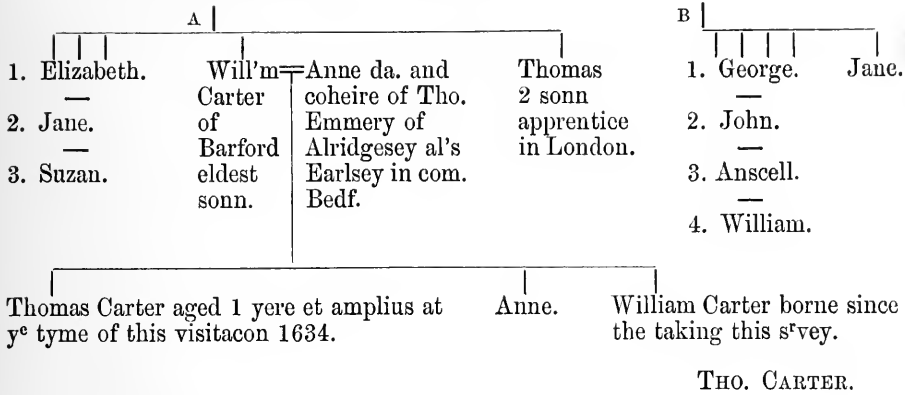 A
B
1. Elizabeth.
2. Jane.
3. Suzan.
Will'm
Carter
of
Barford
eldest
sonn.
Anne da. and
coheire of Tho.
Emmery of
Alridgesey al's
Earlsey in com.
Bedf.
Thomas
2 sonn
apprentice
in London.
1. George.
2. John.
3. Anscell.
4. William.
Jane.
Thomas Carter aged 1 yere et amplius at
yᵉ tyme of this visitacon 1634.
Anne.
William Carter borne since
the taking this sʳvey.
THO. CARTER.